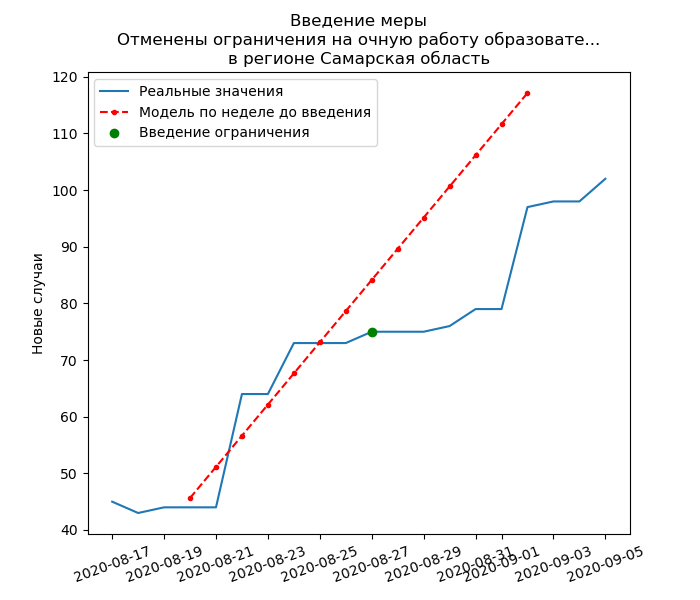 Введение меры
Отменены ограничения на очную работу образовате...
в регионе Самарская область
Реальные значения
Модель по неделе до введения
Введение ограничения
Новые случаи
120
110
100
90
80
70
60
50
40
2020-08-17
2020-08-19
2020-08-21
2020-08-23
2020-08-25
2020-08-27
2020-08-29
2020-08-31
2020-09-01
2020-09-03
2020-09-05